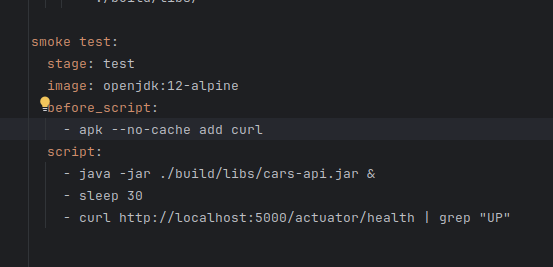 ./build/libs/
smoke test:
stage: test
image: openjdk:12-alpine
before_script:
- apk --no-cache add curl
script:
- java -jar ./build/libs/cars-api.jar &
- sleep 30
- curl http://localhost:5000/actuator/health | grep "UP"